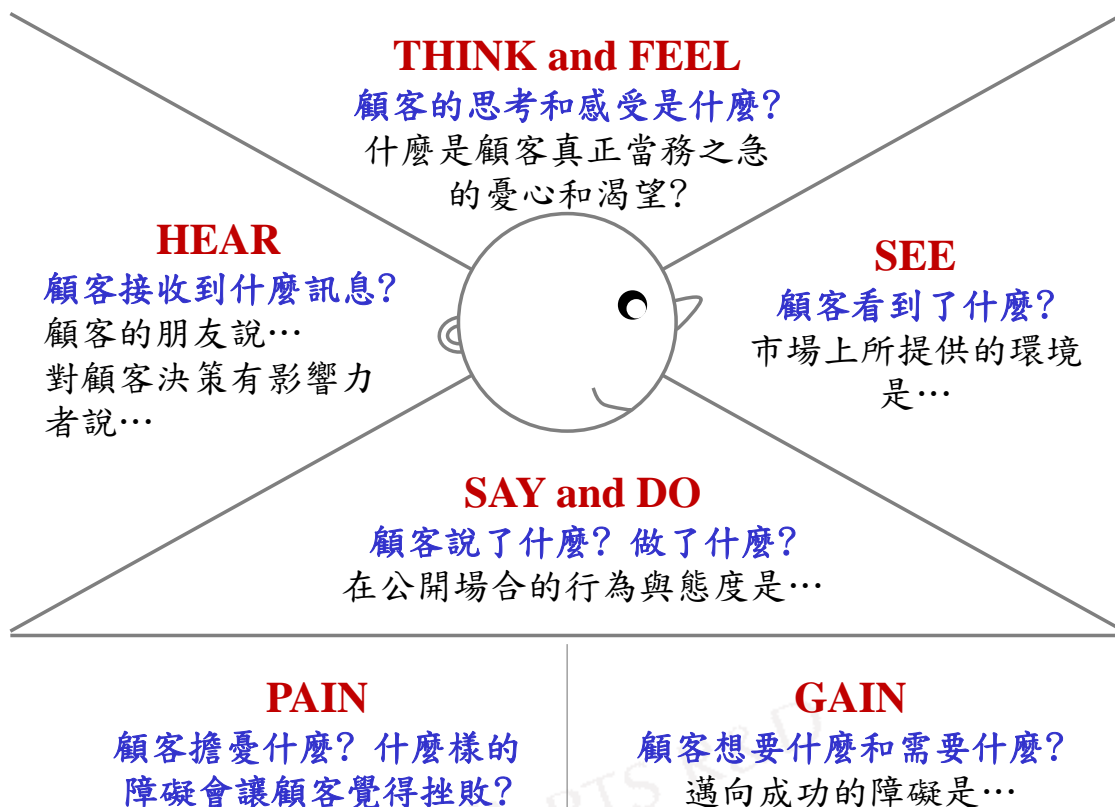 THINK and FEEL
顧客的思考和感受是什麼?
什麼是顧客真正當務之急
的憂心和渴望?
HEAR
顧客接收到什麼訊息?
顧客的朋友說…
對顧客決策有影響力
者說…
SEE
顧客看到了什麼?
市場上所提供的環境
是…
SAY and DO
顧客說了什麼? 做了什麼?
在公開場合的行為與態度是…
PAIN
顧客擔憂什麼? 什麼樣的
障礙會讓顧客覺得挫敗?
GAIN
顧客想要什麼和需要什麼?
邁向成功的障礙是…